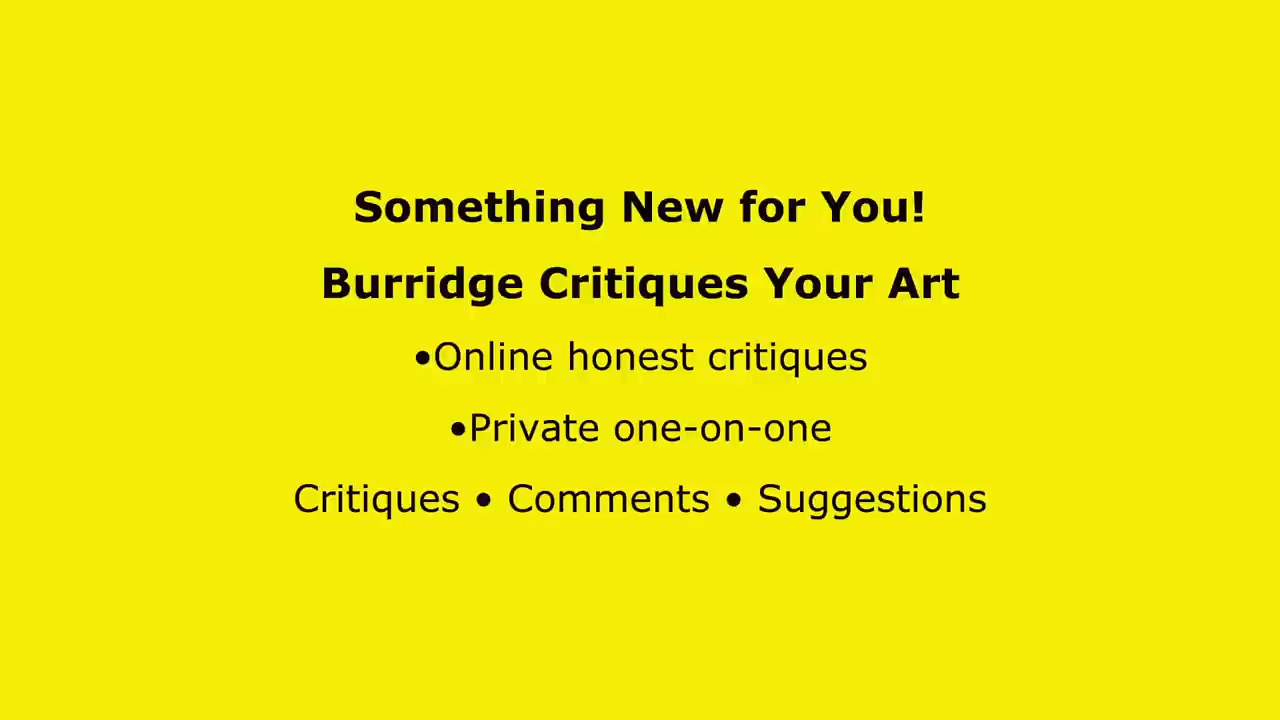 Something New for You!
Burridge Critiques Your Art
•Online honest critiques
•Private one-on-one
Critiques • Comments • Suggestions